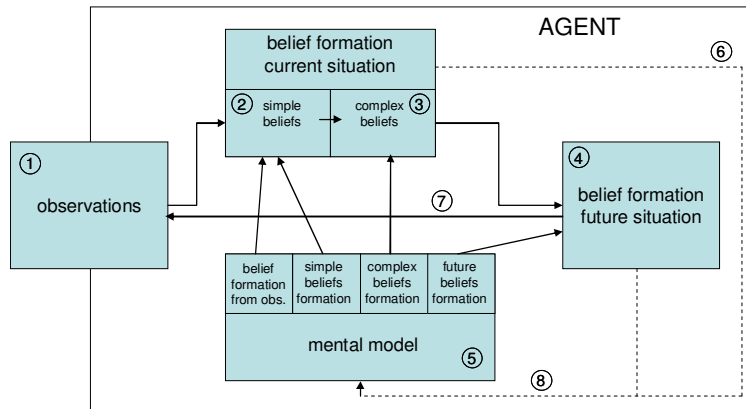 AGENT
belief formation
current situation
⑥
②
simple
beliefs
complex
beliefs
③
①
observations
④
belief formation
future situation
⑦
belief
formation
from obs.
simple
beliefs
formation
complex
beliefs
formation
future
beliefs
formation
mental model
⑤
⑧